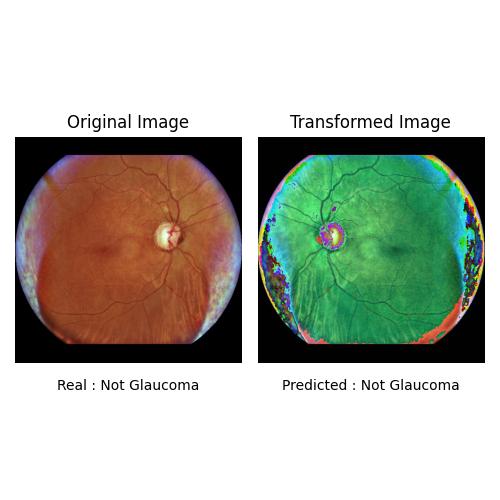 Original Image
Transformed Image
Real : Not Glaucoma
Predicted : Not Glaucoma